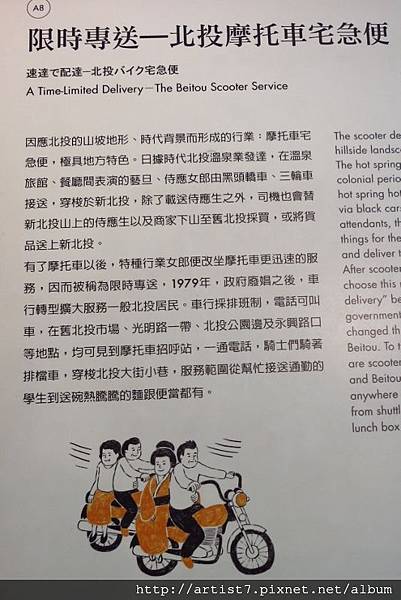 A8
限時專送—北投摩托車宅急便
速達で配達—北投バイク宅急便
A Time-Limited Delivery—The Beitou Scooter Service
因應北投的山坡地形、時代背景而形成的行業：摩托車宅
急便，極具地方特色。日據時代北投溫泉業發達，在溫泉
旅館、餐廳間表演的藝旦、侍應女郎由黑頭轎車、三輪車
接送，穿梭於新北投，除了載送侍應生之外，司機也會替
新北投山上的侍應生以及商家下山至舊北投採買，或將貨
品送上新北投。
有了摩托車以後，特種行業女郎便改坐摩托車更迅速的服
務，因而被稱為限時專送，1979年，政府廢娼之後，車
行轉型擴大服務一般北投居民。車行採排班制，電話可叫
車，在舊北投市場、光明路一帶、北投公園邊及永興路口
等地點，均可見到摩托車招呼站，一通電話，騎士們騎著
排檔車，穿梭北投大街小巷，服務範圍從幫忙接送通勤的
學生到送碗熱騰騰的麵跟便當都有。
The scooter de
hillside landsc
The hot spring
colonial perio
hot spring hot
via black cars
attendants, th
things for the
and deliver t
After scooter
choose this
delivery" be
government
changed th
Beitou. To t
are scooter
and Beitou
anywhere
from shuttl
lunch box
http://artist7.pixnet.net/album